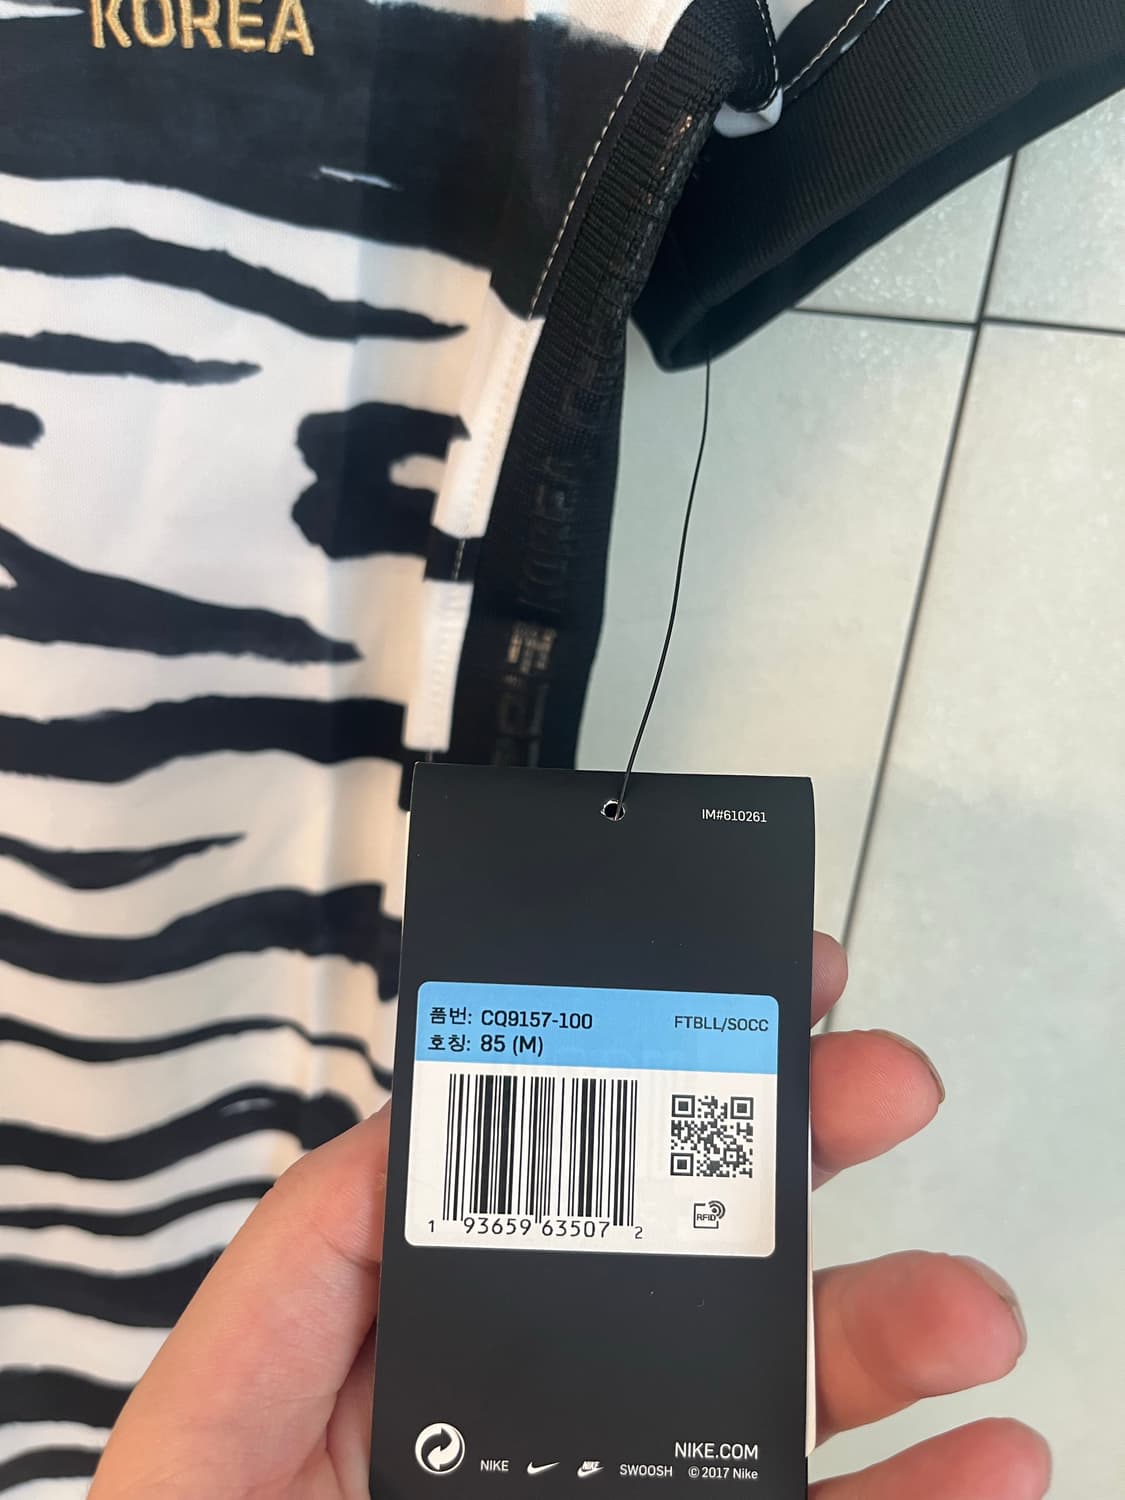 KOREA
IM#610261
품번: CQ9157-100
FTBLL/SOCC
호칭: 85 (M)
1 93659 63507 2
RFID
NIKE.COM
NIKE
NIKE
SWOOSH
© 2017 Nike